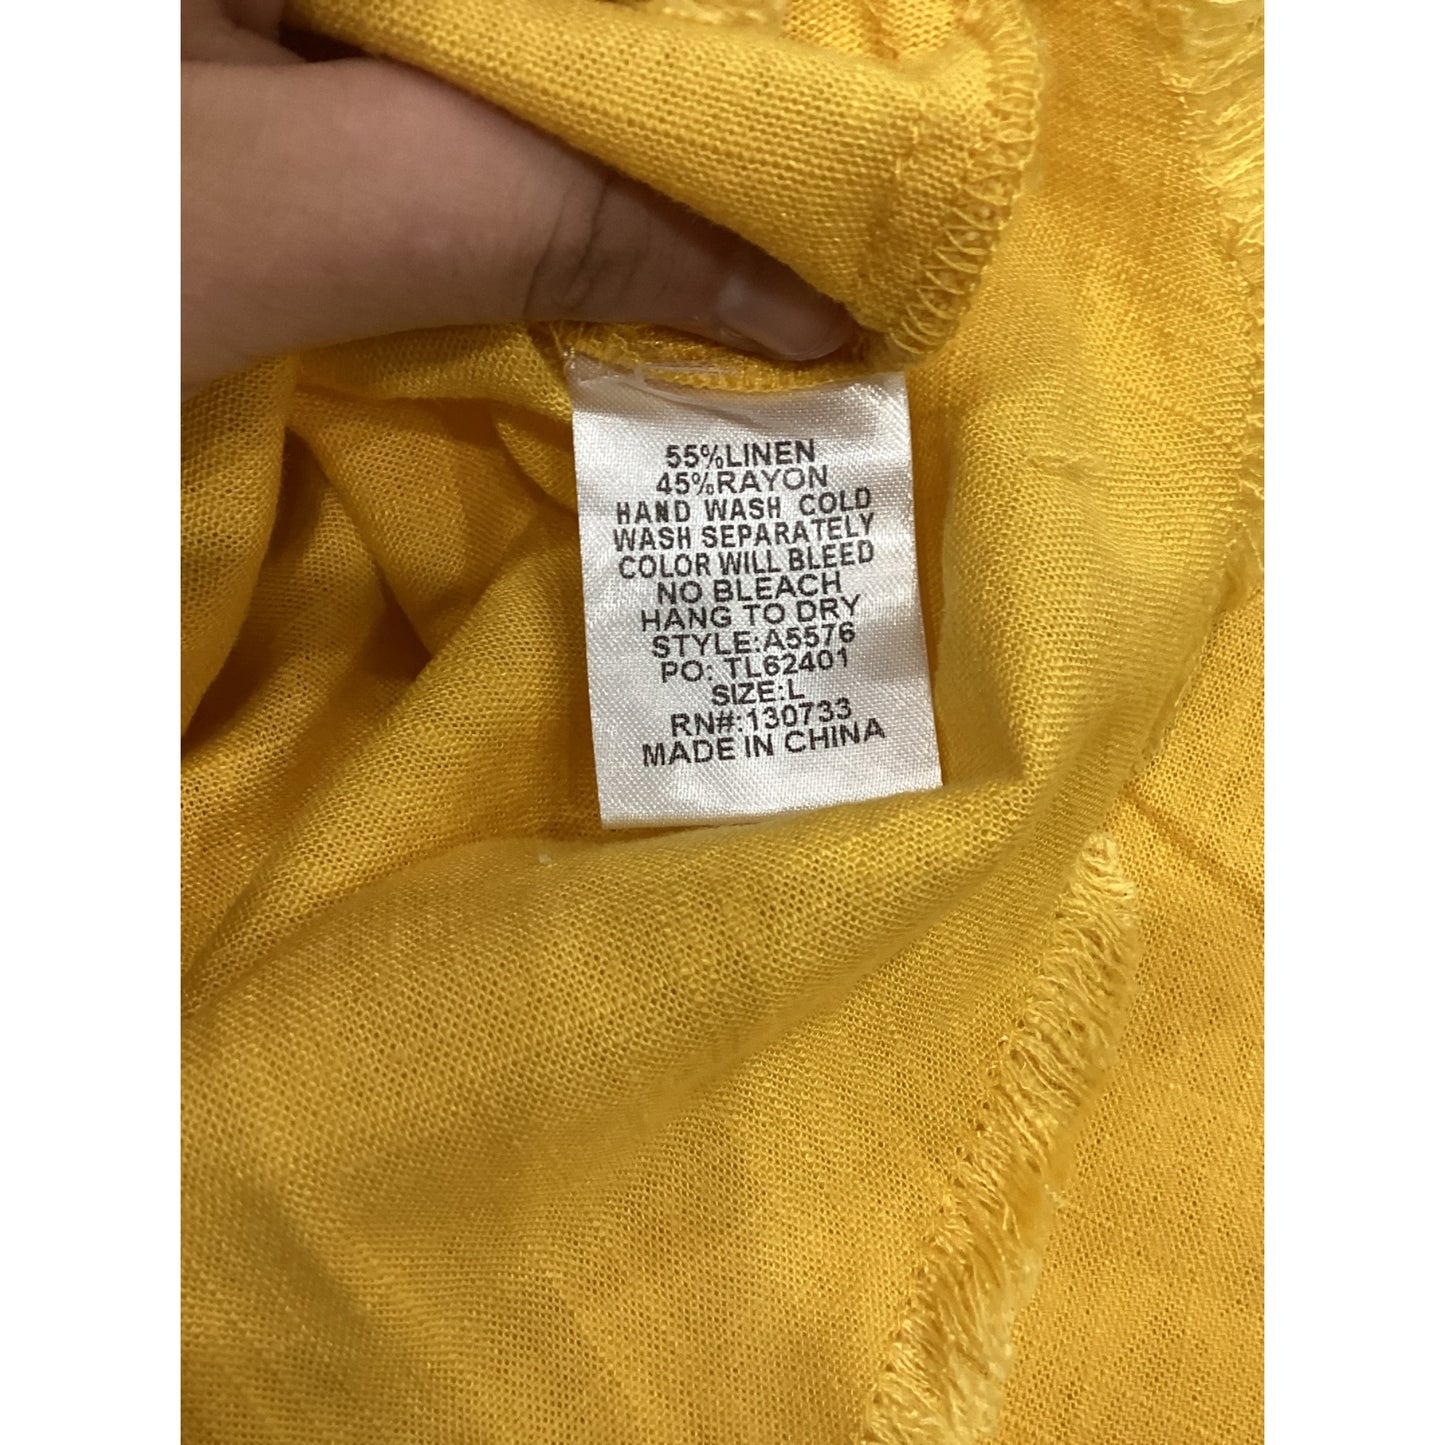 55%LINEN
45%RAYON
HAND WASH COLD
WASH SEPARATELY
COLOR WILL BLEED
NO BLEACH
HANG TO DRY
STYLE:A5576
PO: TL62401
SIZE:L
RN#:130733
MADE IN CHINA